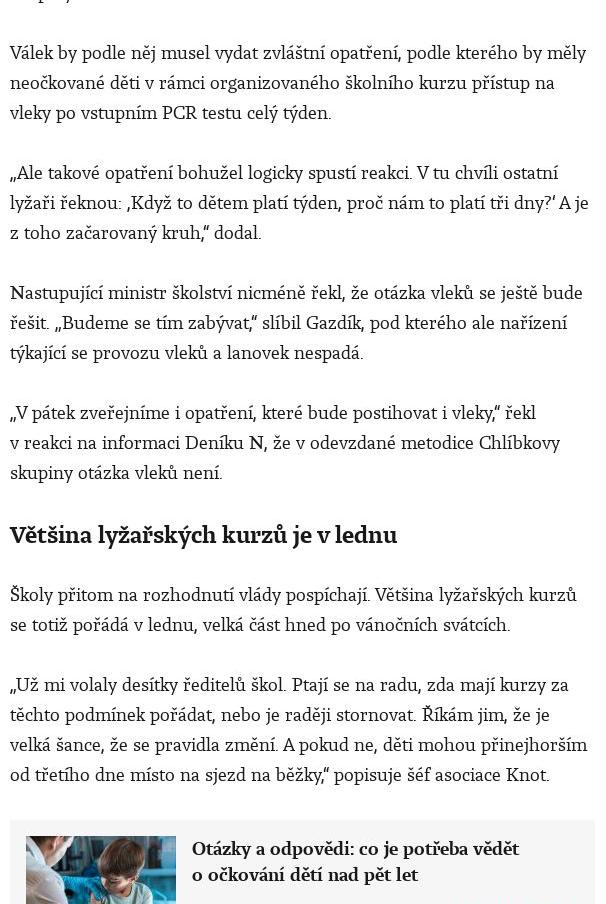 Válek by podle něj musel vydat zvláštní opatření, podle kterého by měly
neočkované děti v rámci organizovaného školního kurzu přístup na
vleky po vstupním PCR testu celý týden.
„Ale takové opatření bohužel logicky spustí reakci. V tu chvíli ostatní
lyžaři řeknou: ‚Když to dětem platí týden, proč nám to platí tři dny?‘ A je
z toho začarovaný kruh,“ dodal.
Nastupující ministr školství nicméně řekl, že otázka vleků se ještě bude
řešit. „Budeme se tím zabývat,“ slíbil Gazdík, pod kterého ale nařízení
týkající se provozu vleků a lanovek nespadá.
„V pátek zveřejníme i opatření, které bude postihovat i vleky,“ řekl
v reakci na informaci Deníku N, že v odevzdané metodice Chlíbkovy
skupiny otázka vleků není.
Většina lyžařských kurzů je v lednu
Školy přitom na rozhodnutí vlády pospíchají. Většina lyžařských kurzů
se totiž pořádá v lednu, velká část hned po vánočních svátcích.
„Už mi volaly desítky ředitelů škol. Ptají se na radu, zda mají kurzy za
těchto podmínek pořádat, nebo je raději stornovat. Říkám jim, že je
velká šance, že se pravidla změní. A pokud ne, děti mohou přinejhorším
od třetího dne místo na sjezd na běžky,“ popisuje šéf asociace Knot.
Otázky a odpovědi: co je potřeba vědět
o očkování dětí nad pět let